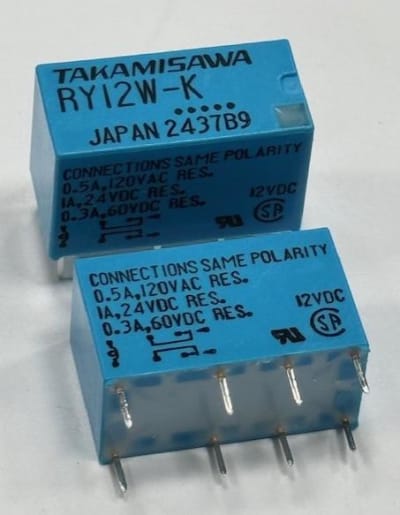 TAKAMISAWA
RY12W-K
JAPAN 2437B9
CONNECTIONS SAME POLARITY
0.5A,120VAC RES.
1A,24VDC RES.
0.3A,60VDC RES.
12VDC
CONNECTIONS SAME POLARITY
0.5A,120VAC RES.
1A,24VDC RES.
0.3A,60VDC RES.
12VDC